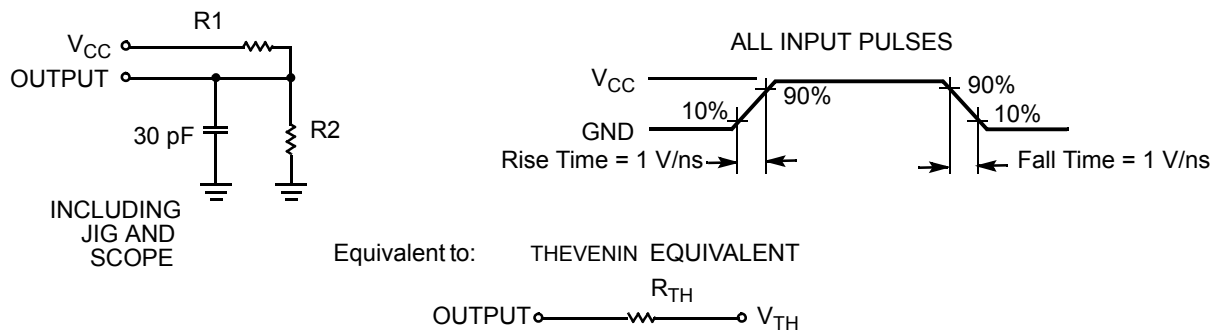 R1
V_CC
OUTPUT
30 pF
R2
INCLUDING
JIG AND
SCOPE
ALL INPUT PULSES
V_CC
GND
10%
90%
90%
10%
Rise Time = 1 V/ns
Fall Time = 1 V/ns
Equivalent to: THEVENIN EQUIVALENT
R_TH
OUTPUT
V_TH